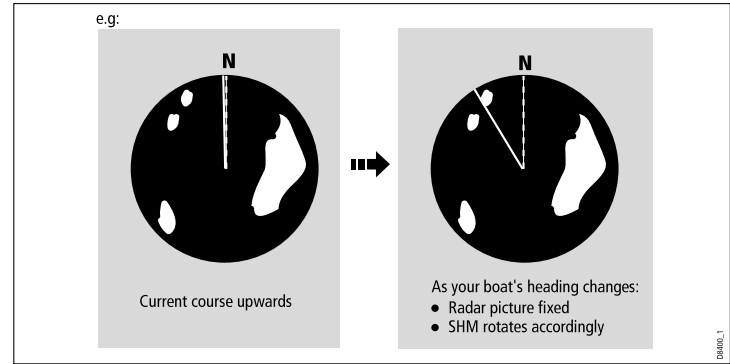 e.g:
N
N
Current course upwards
As your boat's heading changes:
● Radar picture fixed
● SHM rotates accordingly
D8400_1